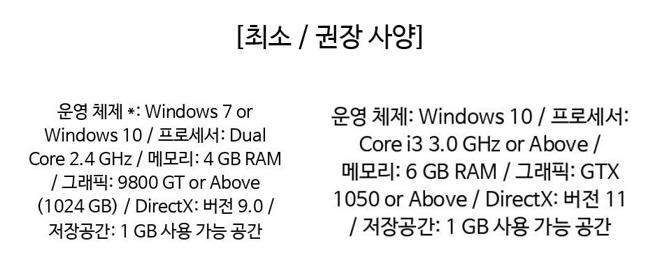 [최소 / 권장 사양]
운영 체제 *: Windows 7 or
Windows 10 / 프로세서: Dual
Core 2.4 GHz / 메모리: 4 GB RAM
/ 그래픽: 9800 GT or Above
(1024 GB) / DirectX: 버전 9.0 /
저장공간: 1 GB 사용 가능 공간
운영 체제: Windows 10 / 프로세서:
Core i3 3.0 GHz or Above /
메모리: 6 GB RAM / 그래픽: GTX
1050 or Above / DirectX: 버전 11
/ 저장공간: 1 GB 사용 가능 공간